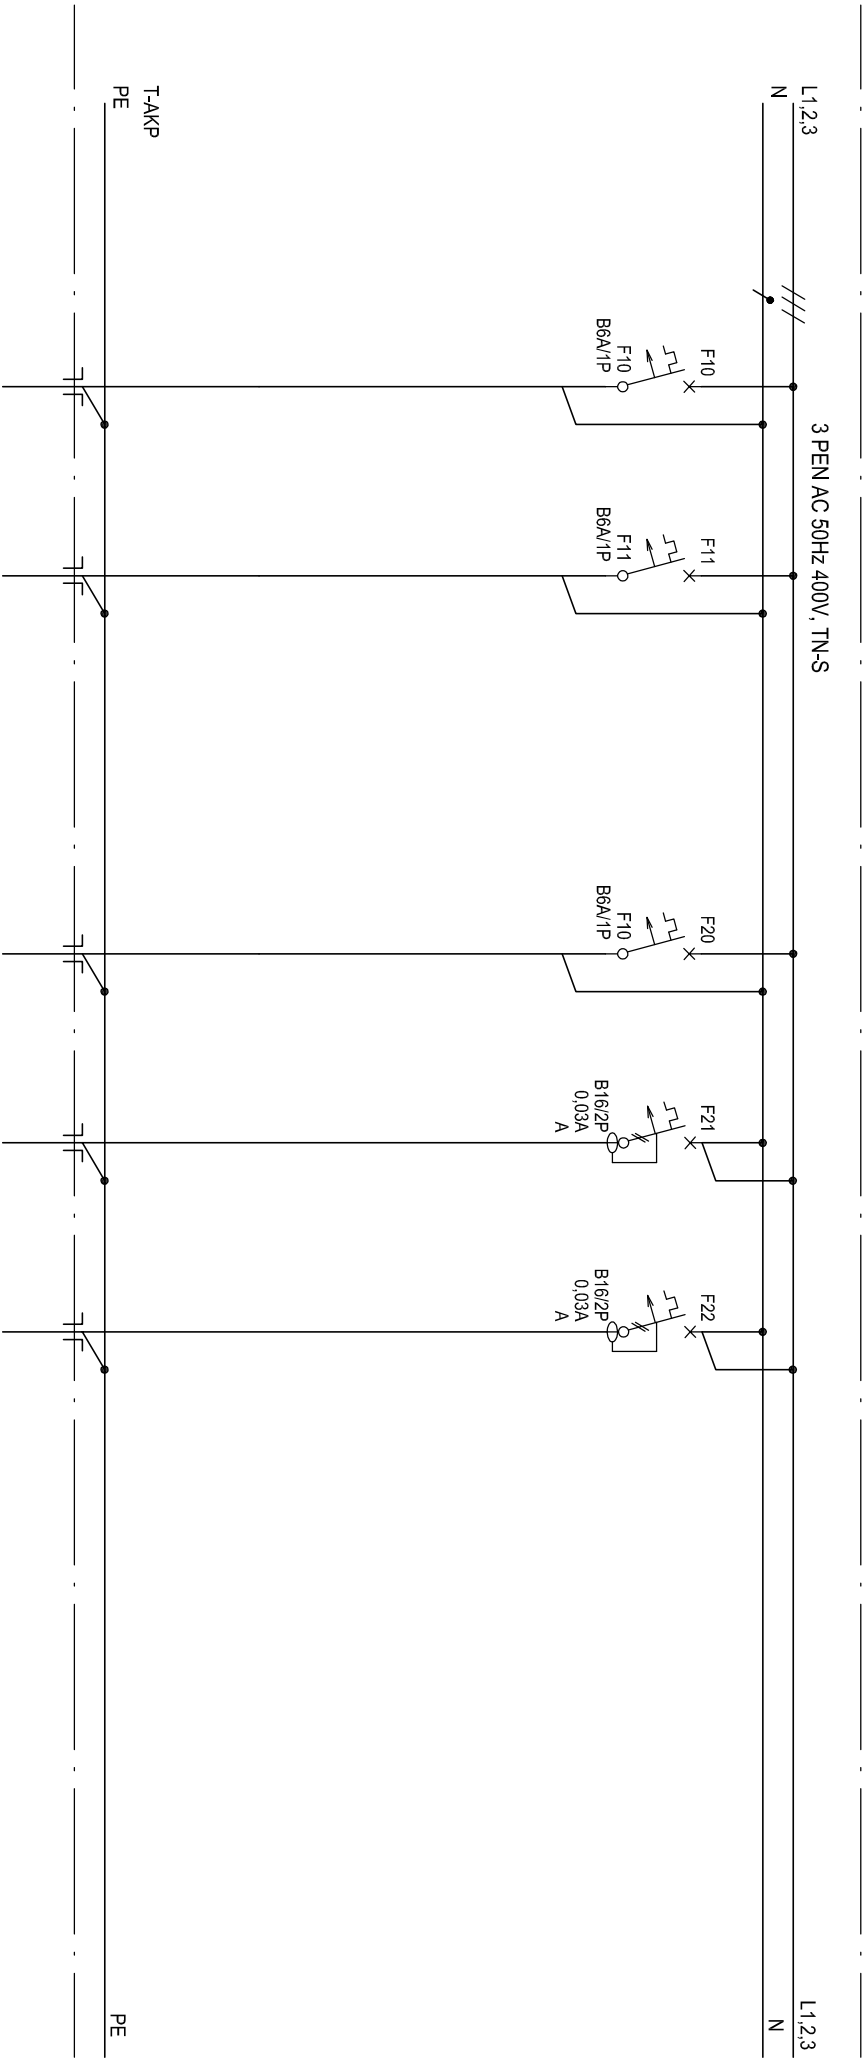 L1,2,3
L1,2,3
N
N
3 PEN AC 50Hz 400V, TN-S
F10
F10
B6A/1P
F11
F11
B6A/1P
F20
F10
B6A/1P
F21
B16/2P
0,03A
A
F22
B16/2P
0,03A
A
T-AKP
PE
PE